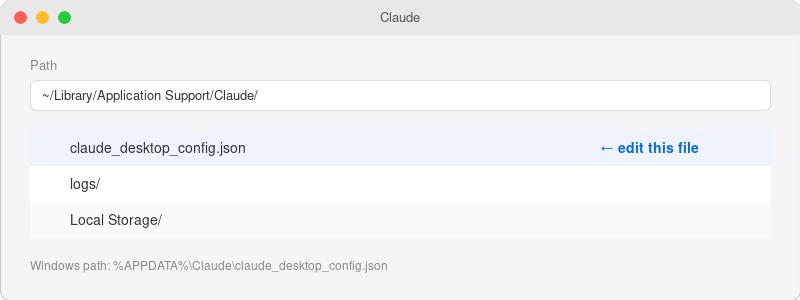 Claude
Path
~/Library/Application Support/Claude/
claude_desktop_config.json ← edit this file
logs/
Local Storage/
Windows path: %APPDATA%\Claude\claude_desktop_config.json